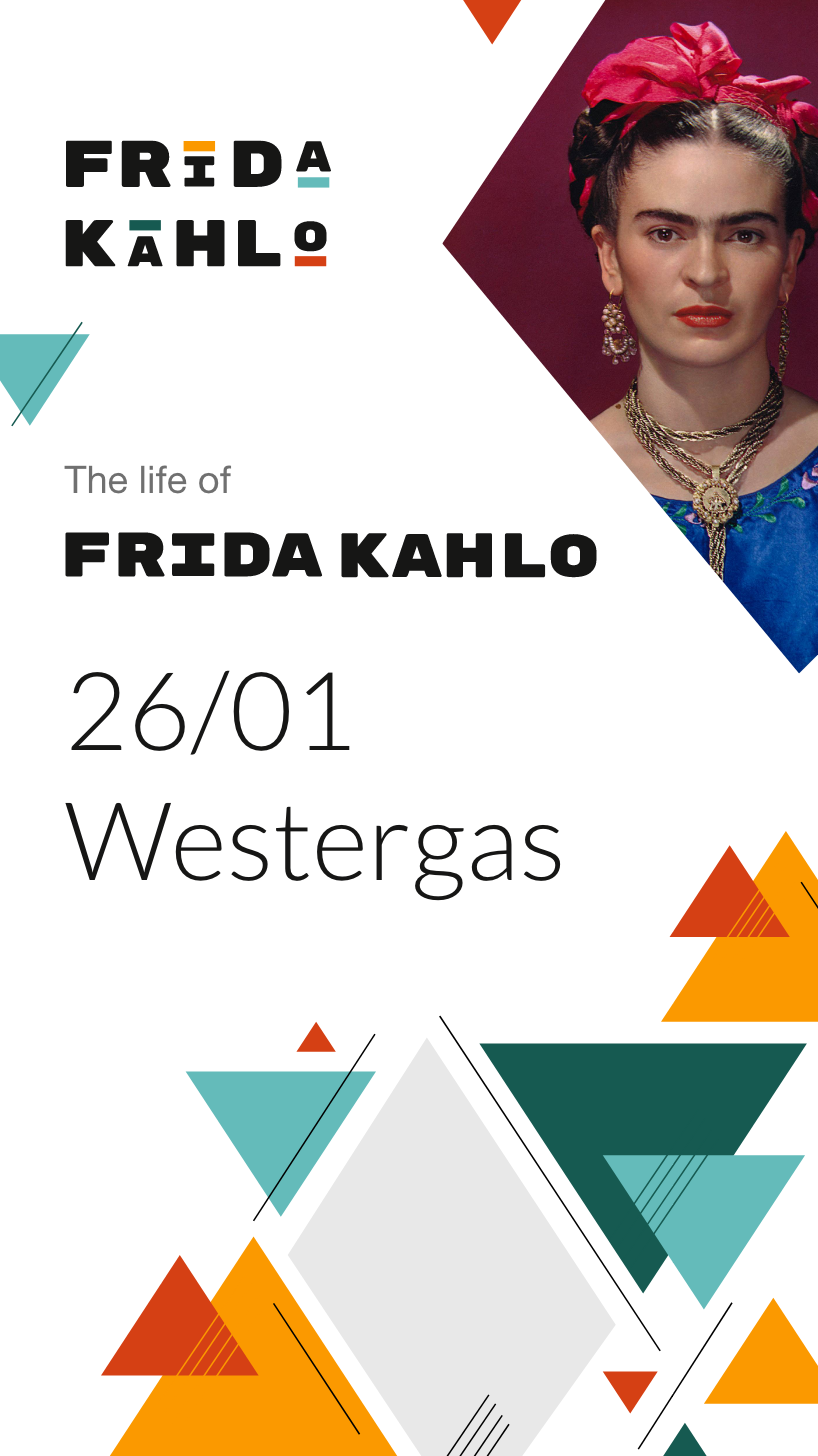 FRIDA
KAHLO
The life of
FRIDA KAHLO
26/01
Westergas